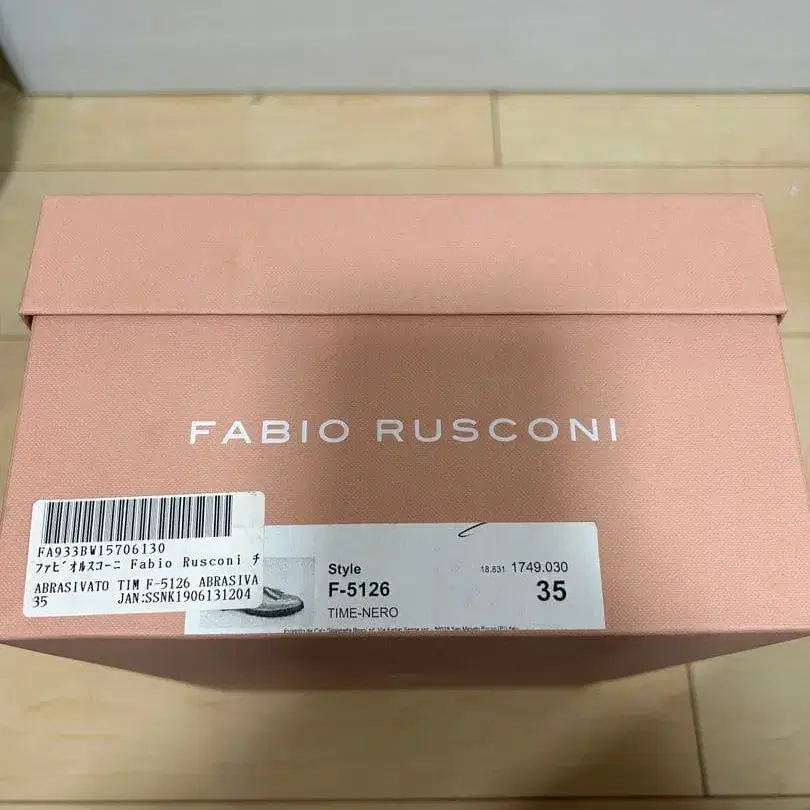 FABIO RUSCONI
FA933BW15706130
ファビオルスコーニ Fabio Rusconi チ
ABRASIVATO TIM F-5126 ABRASIVA
35 JAN:SSNK1906131204
Style
F-5126
TIME-NERO
18.831 1749.030
35